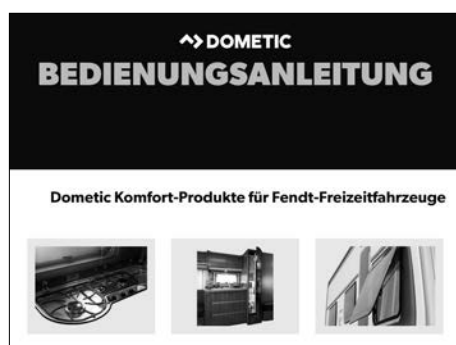 DOMETIC
BEDIENUNGSANLEITUNG
Dometic Komfort-Produkte für Fendt-Freizeitfahrzeuge